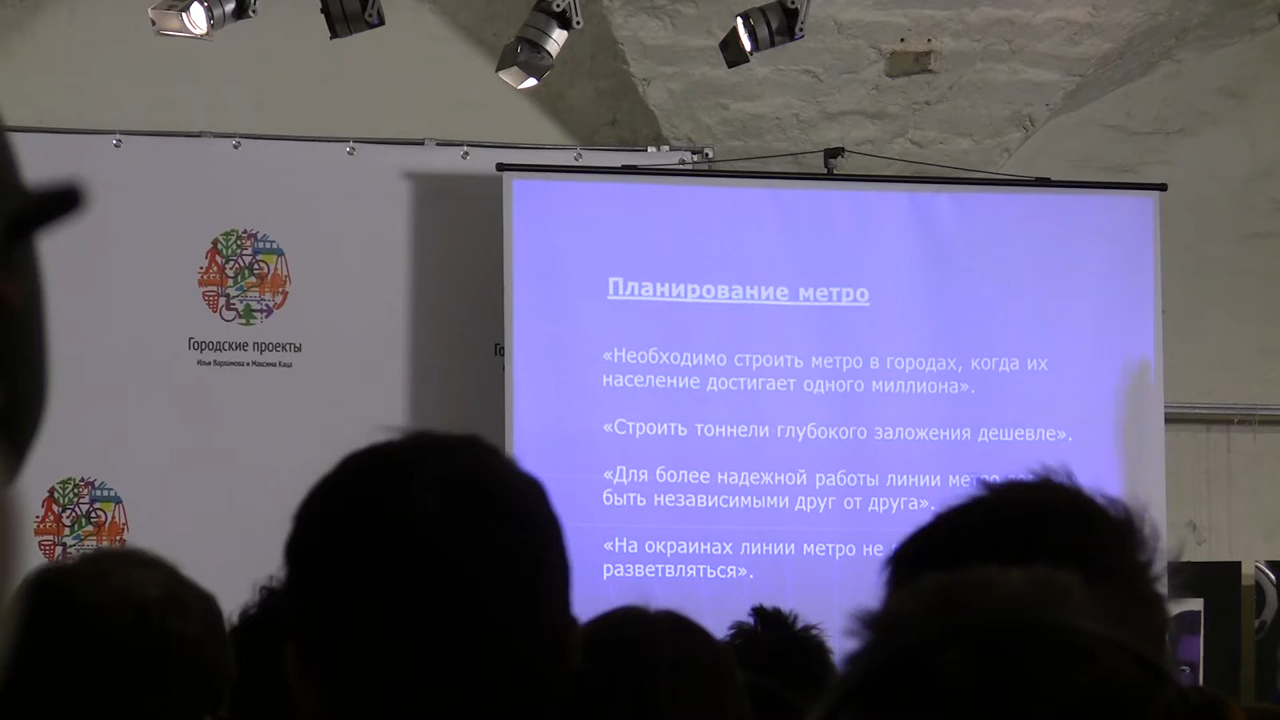 Городские проекты
Ильи Варламова и Максима Каца
Планирование метро
«Необходимо строить метро в городах, когда их
население достигает одного миллиона».
«Строить тоннели глубокого заложения дешевле».
«Для более надежной работы линии метро
быть независимыми друг от друга».
«На окраинах линии метро не
разветвляться».